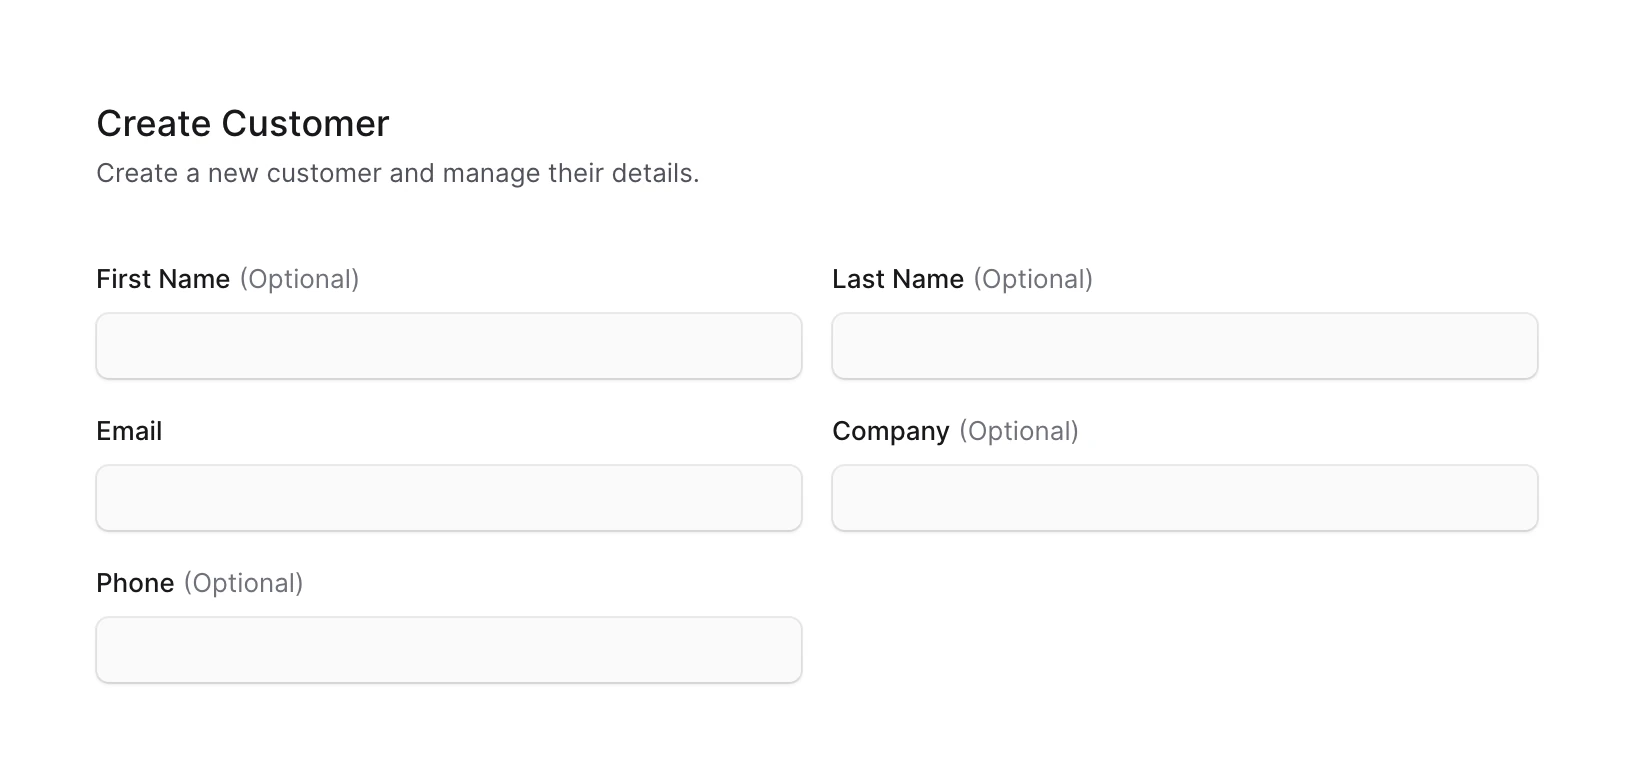 Create Customer
Create a new customer and manage their details.
First Name (Optional)
Last Name (Optional)
Email
Company (Optional)
Phone (Optional)